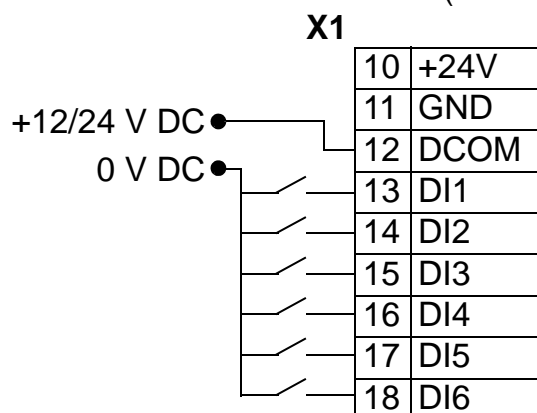 (
X1
10 +24V
11 GND
+12/24 V DC
12 DCOM
0 V DC
13 DI1
14 DI2
15 DI3
16 DI4
17 DI5
18 DI6